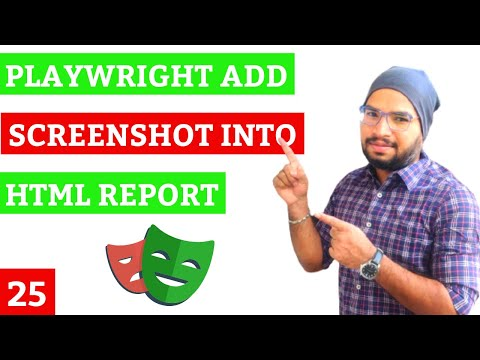 PLAYWRIGHT ADD
SCREENSHOT INTO
HTML REPORT
25